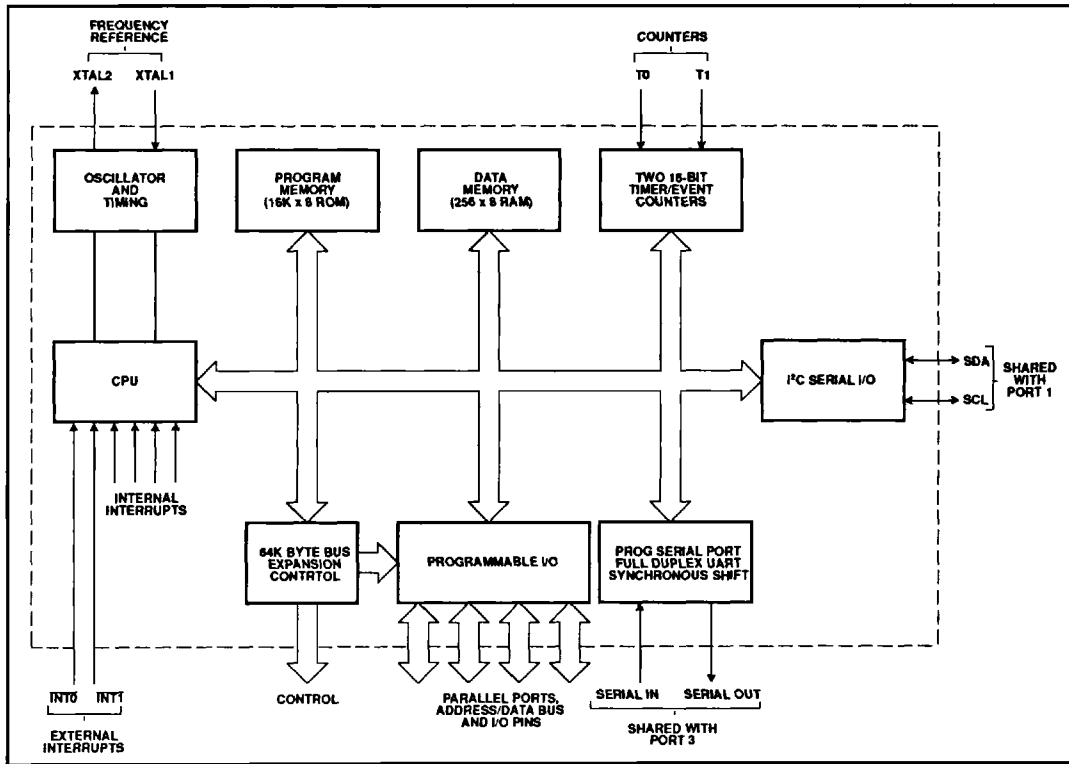 FREQUENCY
REFERENCE
XTAL2 XTAL1
COUNTERS
T0 T1
OSCILLATOR
AND
TIMING
PROGRAM
MEMORY
(16K x 8 ROM)
DATA
MEMORY
(256 x 8 RAM)
TWO 16-BIT
TIMER/EVENT
COUNTERS
CPU
I²C SERIAL I/O
SDA
SCL
SHARED
WITH
PORT 1
INTERNAL
INTERRUPTS
64K BYTE BUS
EXPANSION
CONTRTOL
PROGRAMMABLE I/O
PROG SERIAL PORT
FULL DUPLEX UART
SYNCHRONOUS SHIFT
INT0 INT1
EXTERNAL
INTERRUPTS
CONTROL
PARALLEL PORTS,
ADDRESS/DATA BUS
AND I/O PINS
SERIAL IN SERIAL OUT
SHARED WITH
PORT 3